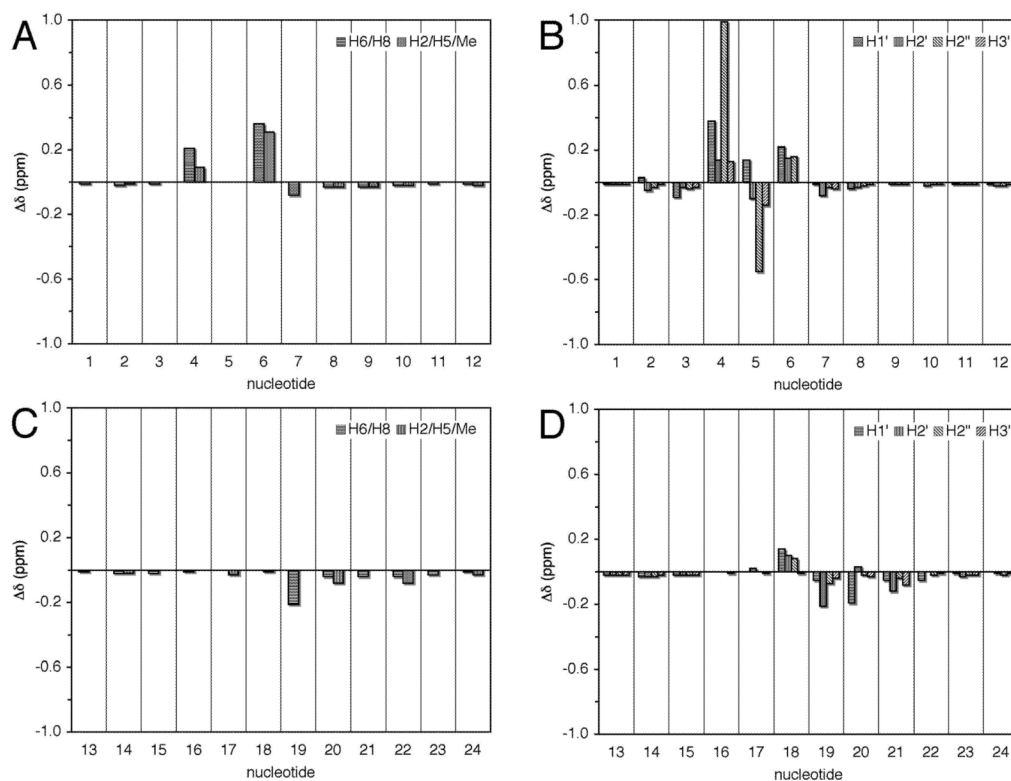 A
H6/H8 H2/H5/Me
1.0
0.6
0.2
-0.2
-0.6
-1.0
Δδ (ppm)
1 2 3 4 5 6 7 8 9 10 11 12
nucleotide
B
H1' H2' H2" H3'
1.0
0.6
0.2
-0.2
-0.6
-1.0
Δδ (ppm)
1 2 3 4 5 6 7 8 9 10 11 12
nucleotide
C
H6/H8 H2/H5/Me
1.0
0.6
0.2
-0.2
-0.6
-1.0
Δδ (ppm)
13 14 15 16 17 18 19 20 21 22 23 24
nucleotide
D
H1' H2' H2" H3'
1.0
0.6
0.2
-0.2
-0.6
-1.0
Δδ (ppm)
13 14 15 16 17 18 19 20 21 22 23 24
nucleotide